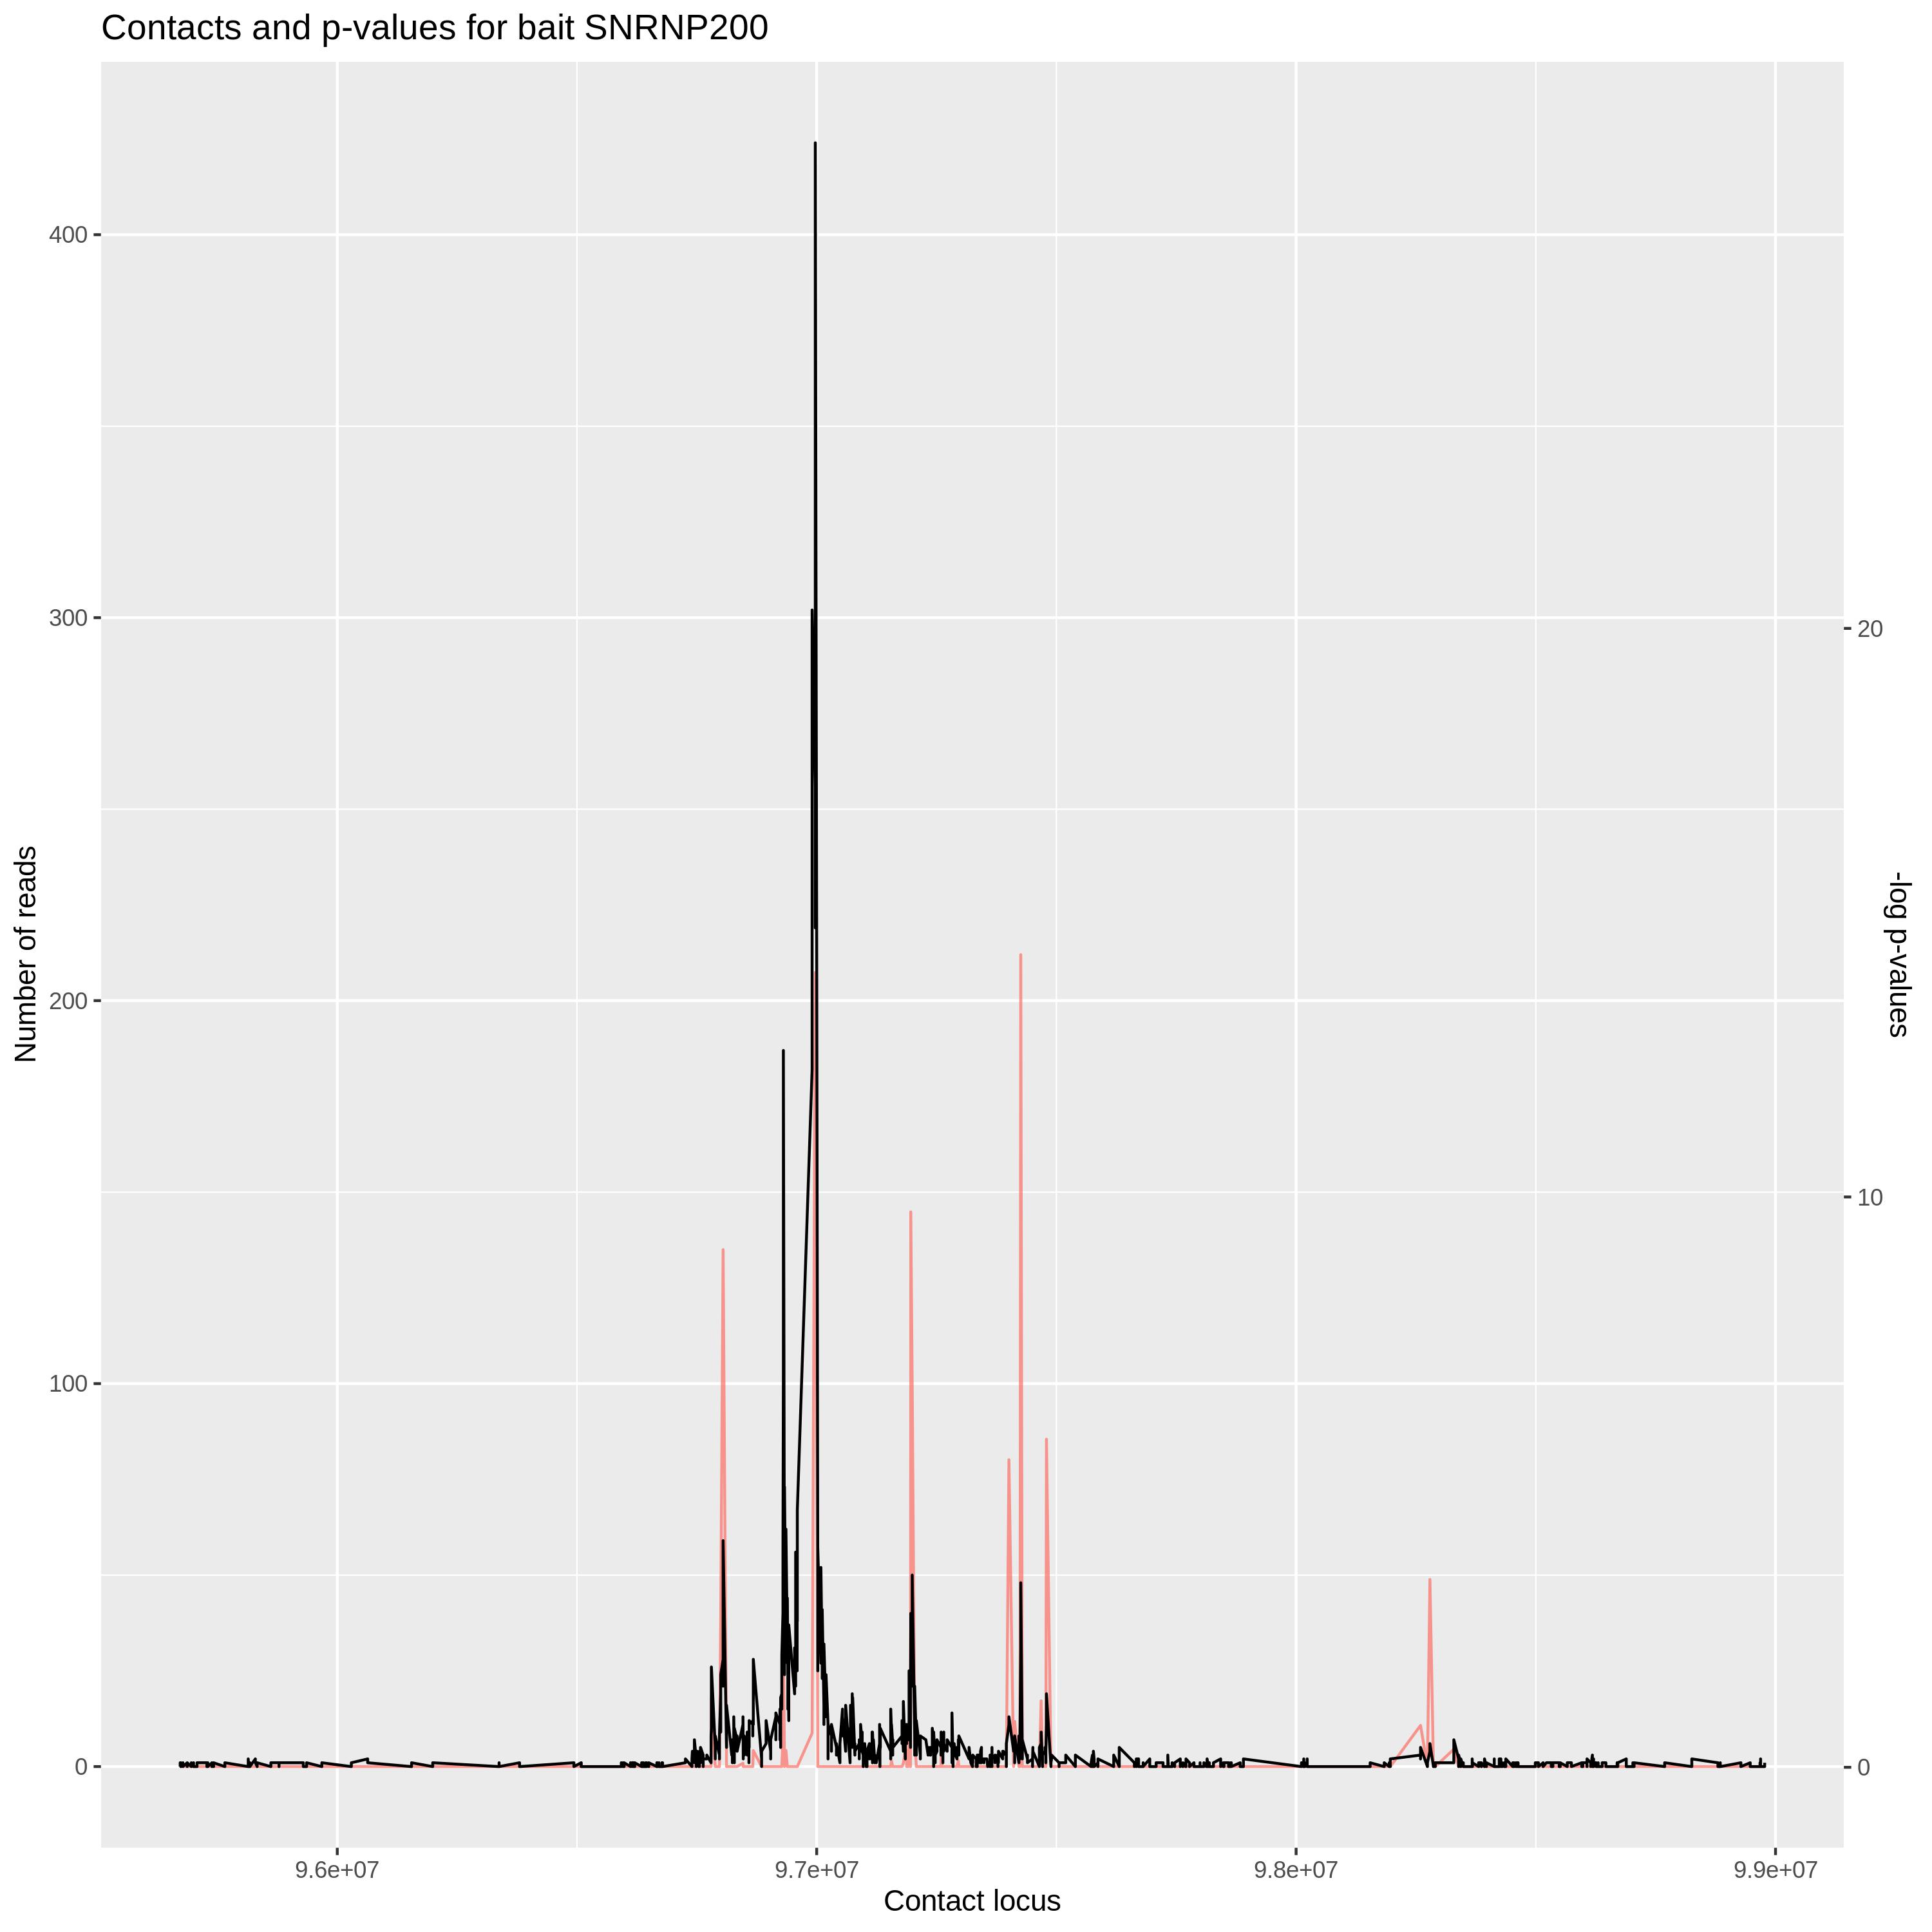 Contacts and p-values for bait SNRNP200
Number of reads
400
300
200
100
0
20
10
0
-log p-values
9.6e+07
9.7e+07
9.8e+07
9.9e+07
Contact locus